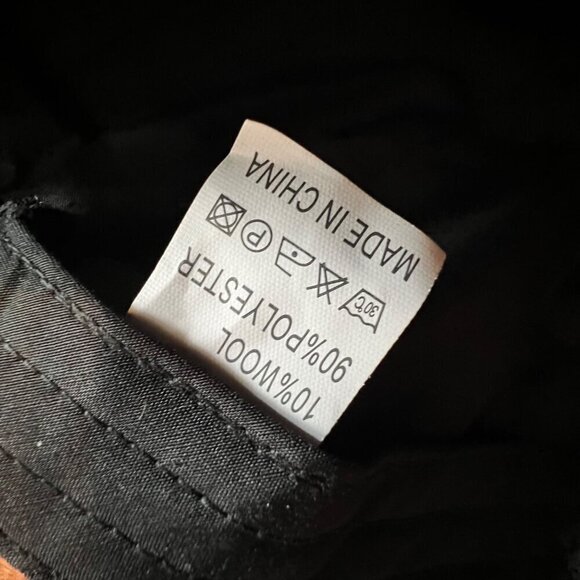 10%WOOL
90%POLYESTER
30℃ P
MADE IN CHINA